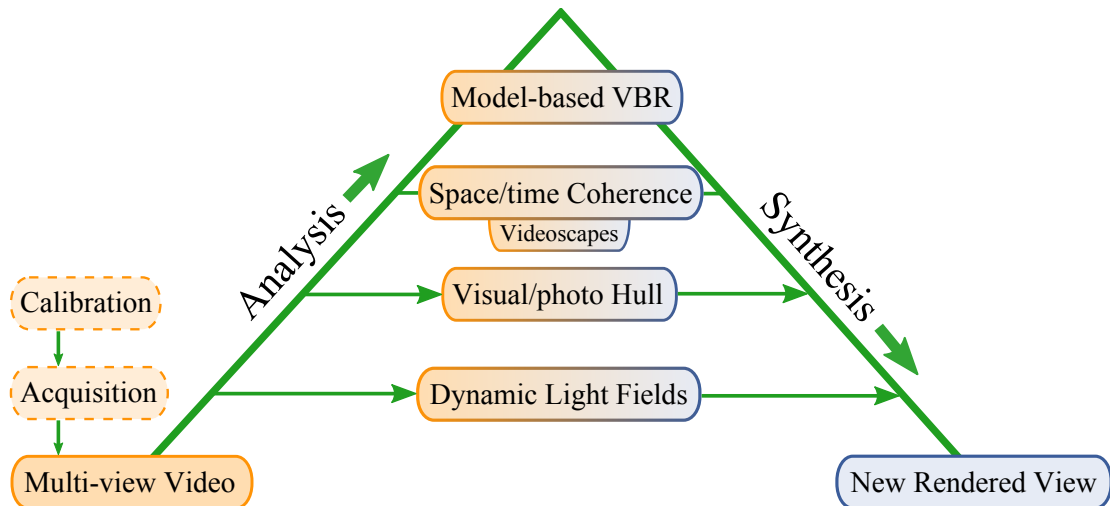 Model-based VBR
Space/time Coherence
Videoscapes
Analysis
Synthesis
Calibration
Visual/photo Hull
Acquisition
Dynamic Light Fields
Multi-view Video
New Rendered View